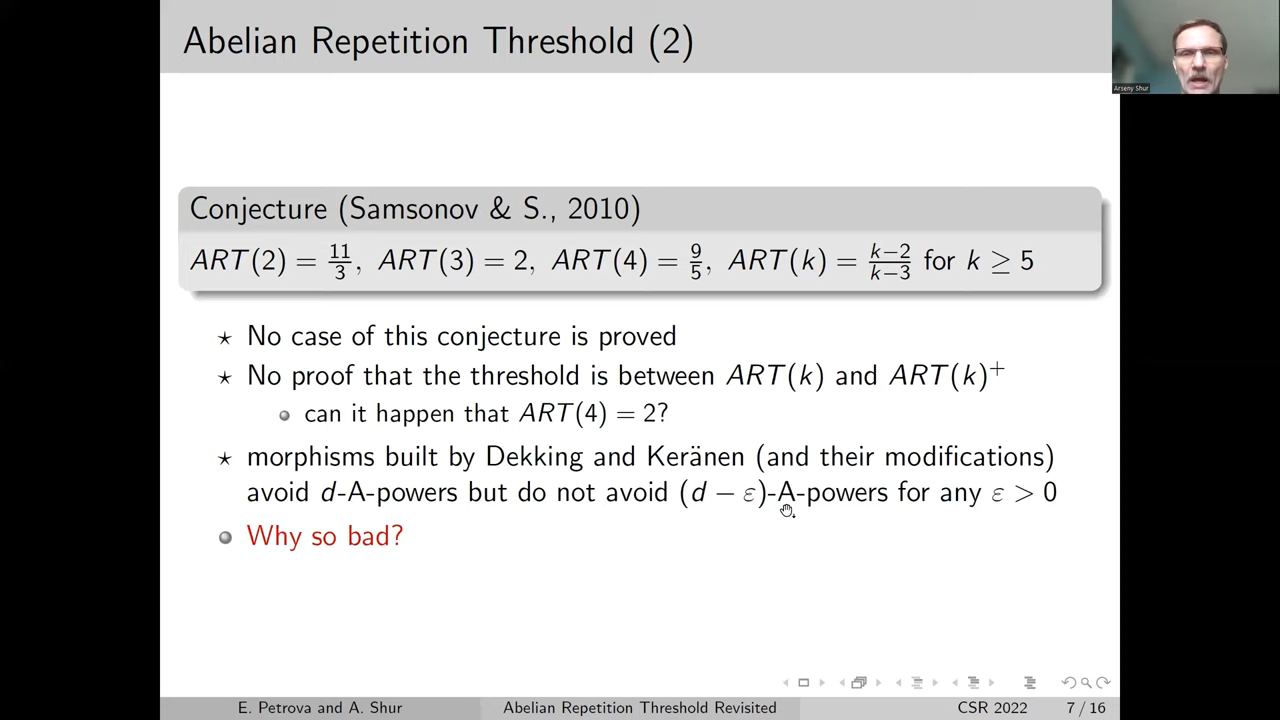 Abelian Repetition Threshold (2)
Arseny Shur
Conjecture (Samsonov & S., 2010)
ART(2) = 11/3, ART(3) = 2, ART(4) = 9/5, ART(k) = k−2/k−3 for k ≥ 5
⋆ No case of this conjecture is proved
⋆ No proof that the threshold is between ART(k) and ART(k)⁺
can it happen that ART(4) = 2?
⋆ morphisms built by Dekking and Keränen (and their modifications)
avoid d-A-powers but do not avoid (d − ε)-A-powers for any ε > 0
Why so bad?
E. Petrova and A. Shur Abelian Repetition Threshold Revisited CSR 2022 7 / 16